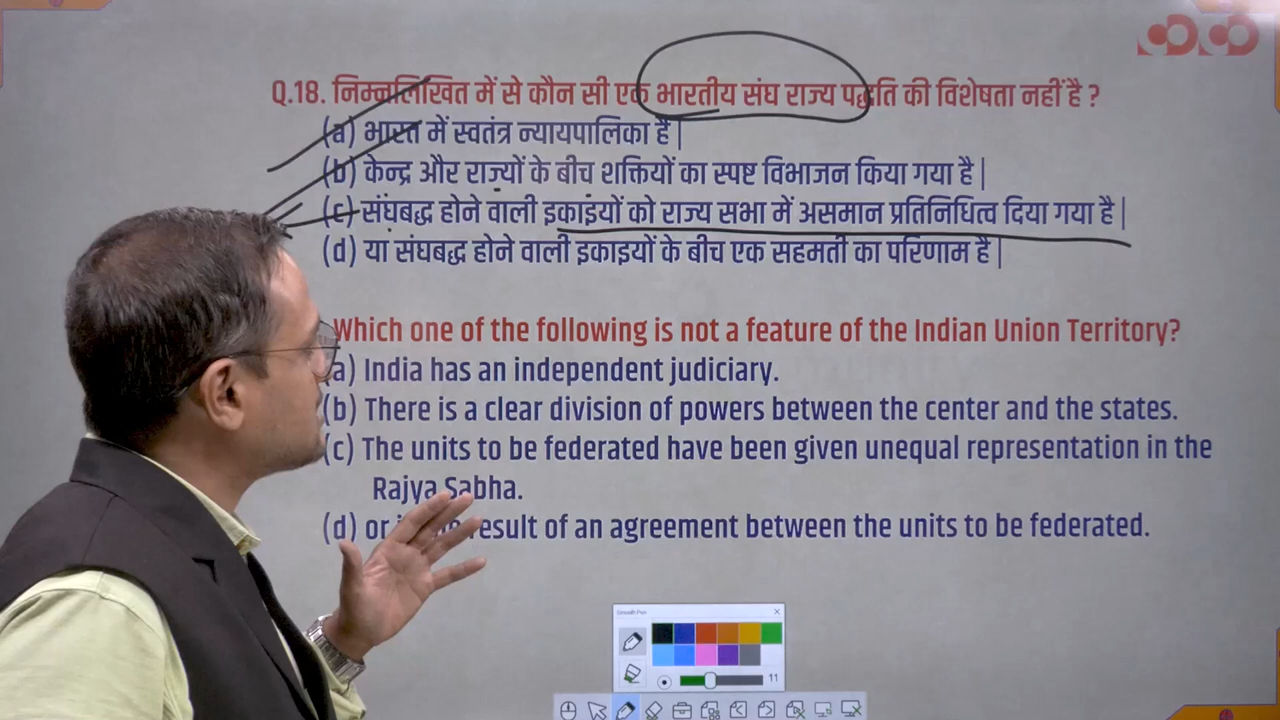 Q.18. निम्नलिखित में से कौन सी एक भारतीय संघ राज्य पद्धति की विशेषता नहीं है ?
(a) भारत में स्वतंत्र न्यायपालिका है |
(b) केन्द्र और राज्यों के बीच शक्तियों का स्पष्ट विभाजन किया गया है |
(c) संघबद्ध होने वाली इकाइयों को राज्य सभा में असमान प्रतिनिधित्व दिया गया है |
(d) या संघबद्ध होने वाली इकाइयों के बीच एक सहमती का परिणाम है |
Which one of the following is not a feature of the Indian Union Territory?
(a) India has an independent judiciary.
(b) There is a clear division of powers between the center and the states.
(c) The units to be federated have been given unequal representation in the
Rajya Sabha.
(d) or result of an agreement between the units to be federated.
11